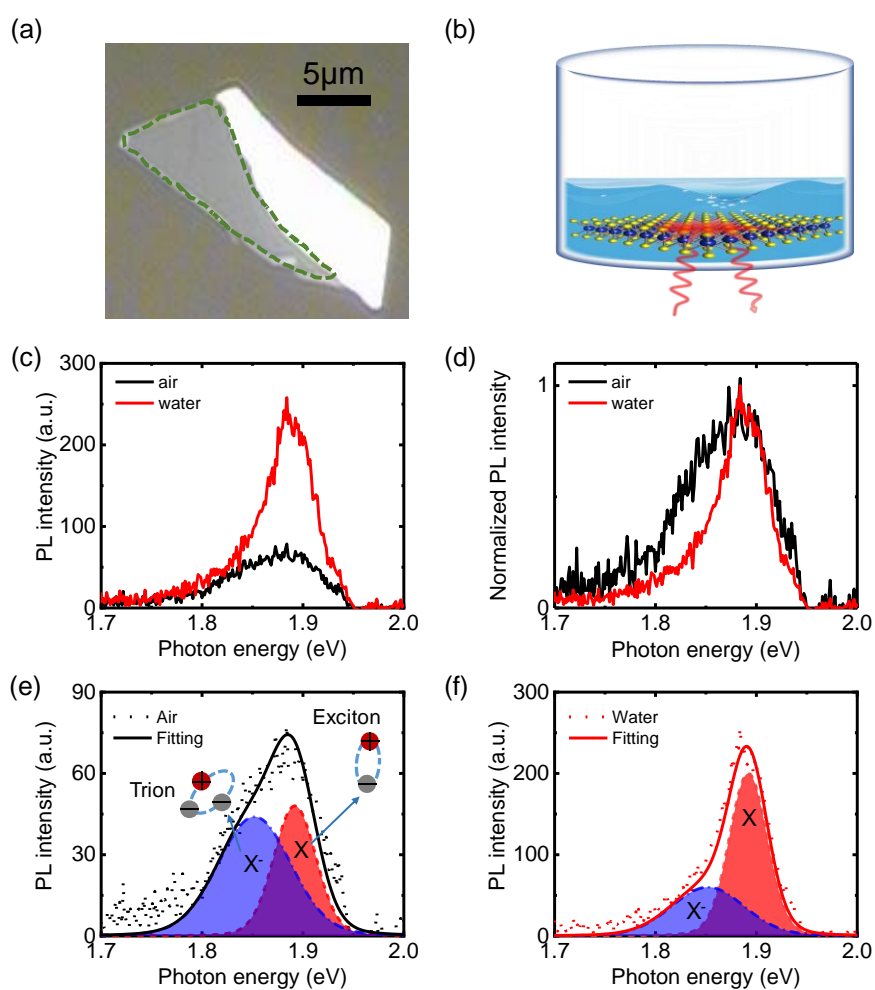 (a)
5μm
(b)
(c)
300
200
100
0
PL intensity (a.u.)
air
water
1.7
1.8
1.9
2.0
Photon energy (eV)
(d)
1
0
Normalized PL intensity
air
water
1.7
1.8
1.9
2.0
Photon energy (eV)
(e)
90
60
30
0
PL intensity (a.u.)
Air
Fitting
Exciton
Trion
X-
X
1.7
1.8
1.9
2.0
Photon energy (eV)
(f)
300
200
100
0
PL intensity (a.u.)
Water
Fitting
X
X-
1.7
1.8
1.9
2.0
Photon energy (eV)